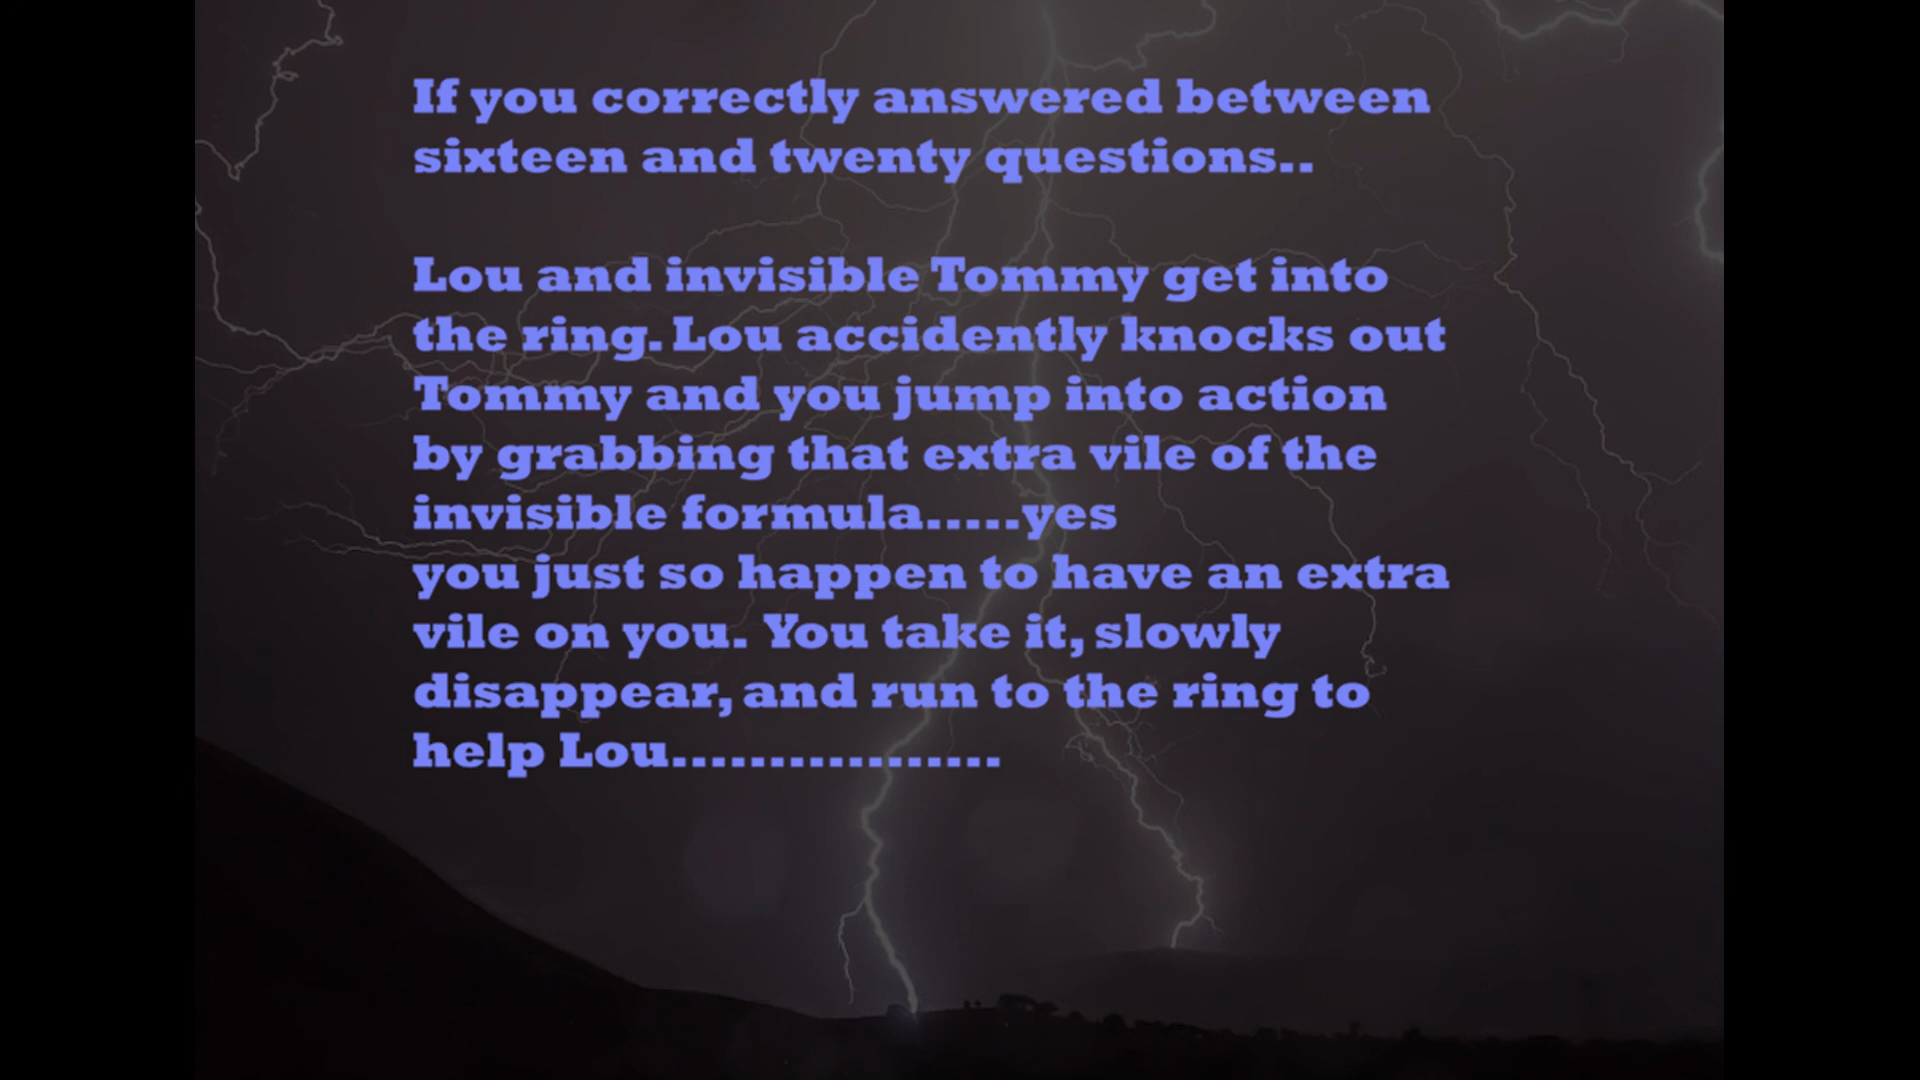 If you correctly answered between
sixteen and twenty questions..
Lou and invisible Tommy get into
the ring. Lou accidently knocks out
Tommy and you jump into action
by grabbing that extra vile of the
invisible formula.....yes
you just so happen to have an extra
vile on you. You take it, slowly
disappear, and run to the ring to
help Lou.................